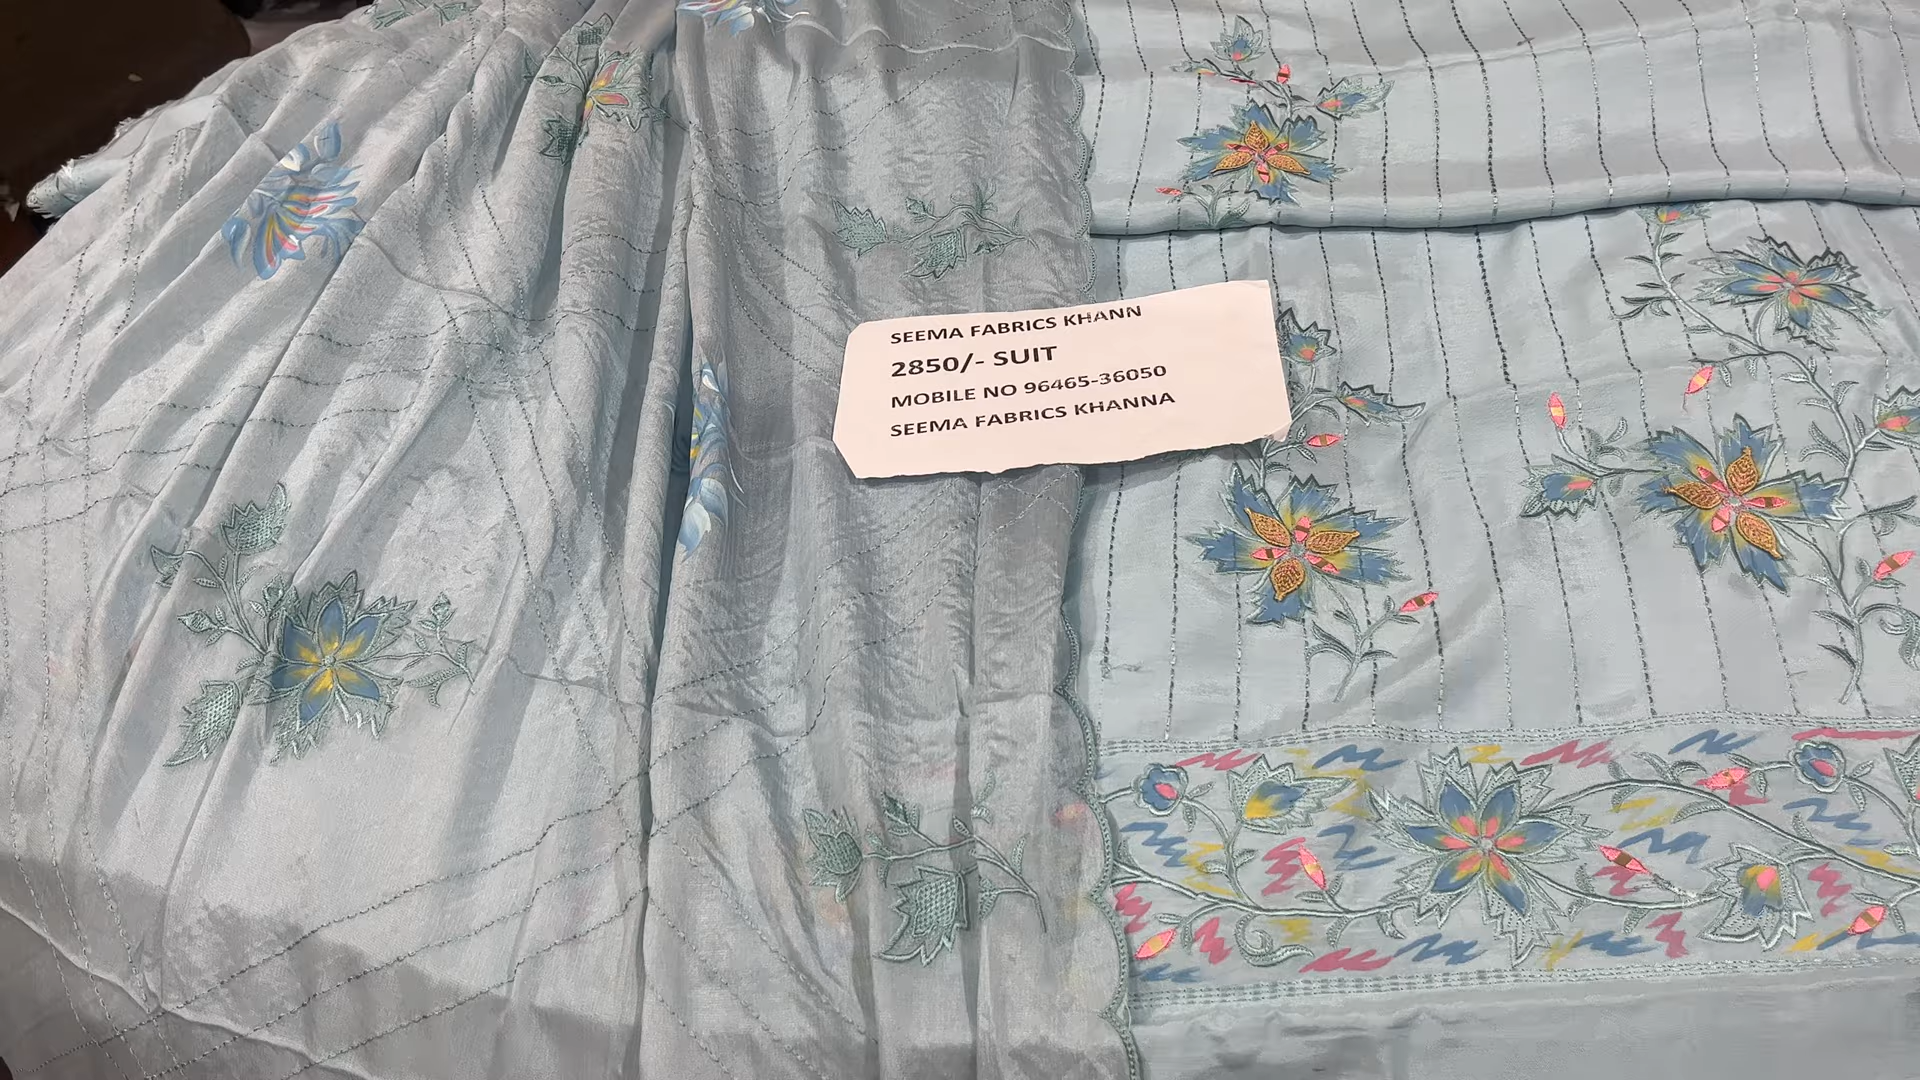 SEEMA FABRICS KHANN
2850/- SUIT
MOBILE NO 96465-36050
SEEMA FABRICS KHANNA